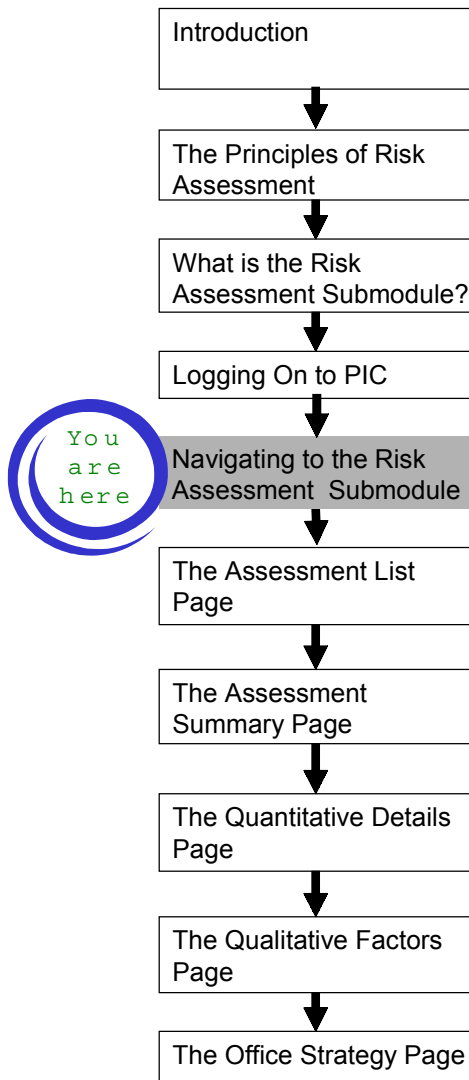 Introduction
The Principles of Risk
Assessment
What is the Risk
Assessment Submodule?
Logging On to PIC
You
are
here
Navigating to the Risk
Assessment Submodule
The Assessment List
Page
The Assessment
Summary Page
The Quantitative Details
Page
The Qualitative Factors
Page
The Office Strategy Page